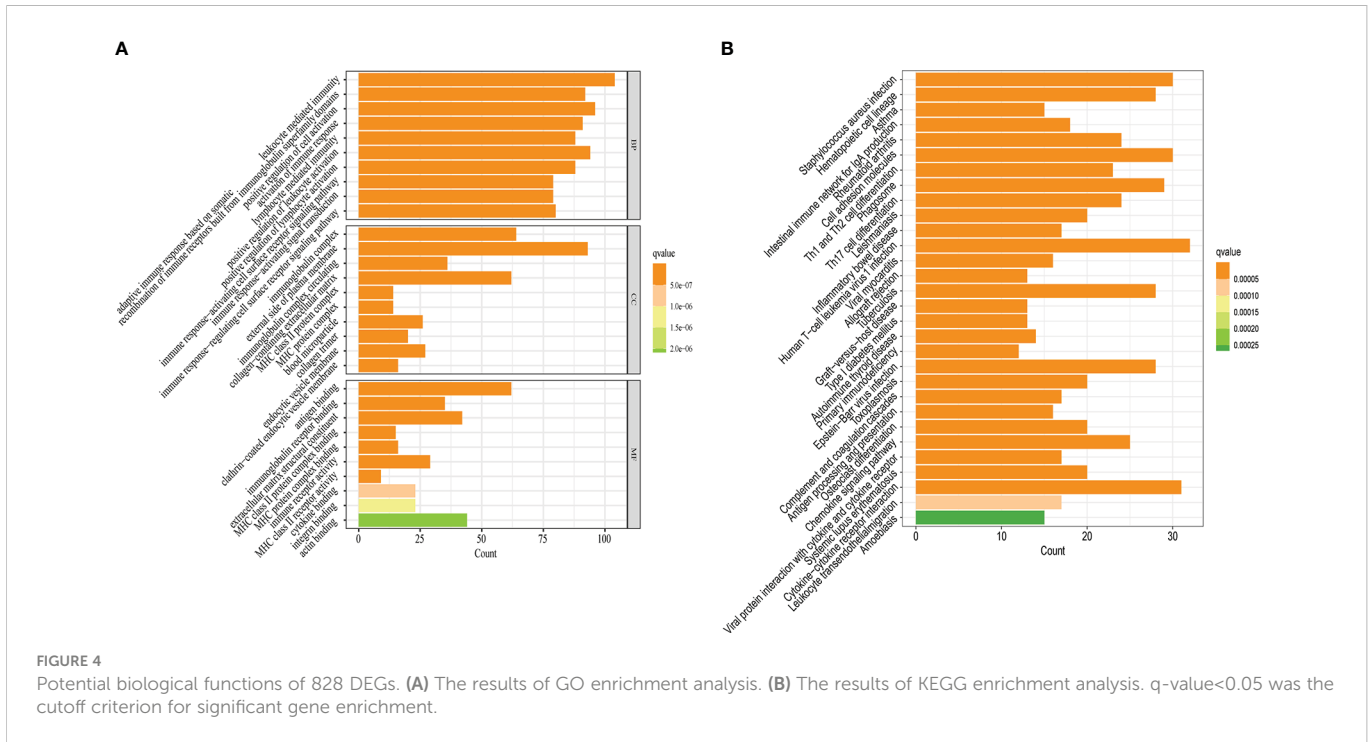 A
leukocyte mediated immunity
adaptive immune response based on somatic
recombination of immune receptors built from immunoglobulin superfamily domains
positive regulation of cell activation
activation of immune response
lymphocyte mediated immunity
positive regulation of leukocyte activation
positive regulation of lymphocyte activation
immune response-activating cell surface receptor signaling pathway
immune response-activating signal transduction
immune response-regulating cell surface receptor signaling pathway
immunoglobulin complex
external side of plasma membrane
immunoglobulin complex circulating
collagen-containing extracellular matrix
MHC class II protein complex
MHC protein complex
blood microparticle
collagen trimer
endocytic vesicle membrane
clathrin-coated endocytic vesicle membrane
antigen binding
immunoglobulin receptor binding
extracellular matrix structural constituent
MHC class II protein complex binding
MHC protein complex binding
immune receptor activity
MHC class II receptor activity
cytokine binding
integrin binding
actin binding
BP
CC
MF
0 25 50 75 100
Count
qvalue
5.0e-07
1.0e-06
1.5e-06
2.0e-06
B
Staphylococcus aureus infection
Hematopoietic cell lineage
Asthma
Intestinal immune network for IgA production
Rheumatoid arthritis
Cell adhesion molecules
Th1 and Th2 cell differentiation
Phagosome
Th17 cell differentiation
Leishmaniasis
Inflammatory bowel disease
Human T-cell leukemia virus 1 infection
Viral myocarditis
Allograft rejection
Tuberculosis
Graft-versus-host disease
Type I diabetes mellitus
Autoimmune thyroid disease
Primary immunodeficiency
Epstein-Barr virus infection
Toxoplasmosis
Complement and coagulation cascades
Antigen processing and presentation
Osteoclast differentiation
Chemokine signaling pathway
Viral protein interaction with cytokine and cytokine receptor
Systemic lupus erythematosus
Cytokine-cytokine receptor interaction
Leukocyte transendothelialmigration
Amoebiasis
0 10 20 30
Count
qvalue
0.00005
0.00010
0.00015
0.00020
0.00025
FIGURE 4
Potential biological functions of 828 DEGs. (A) The results of GO enrichment analysis. (B) The results of KEGG enrichment analysis. q-value<0.05 was the
cutoff criterion for significant gene enrichment.